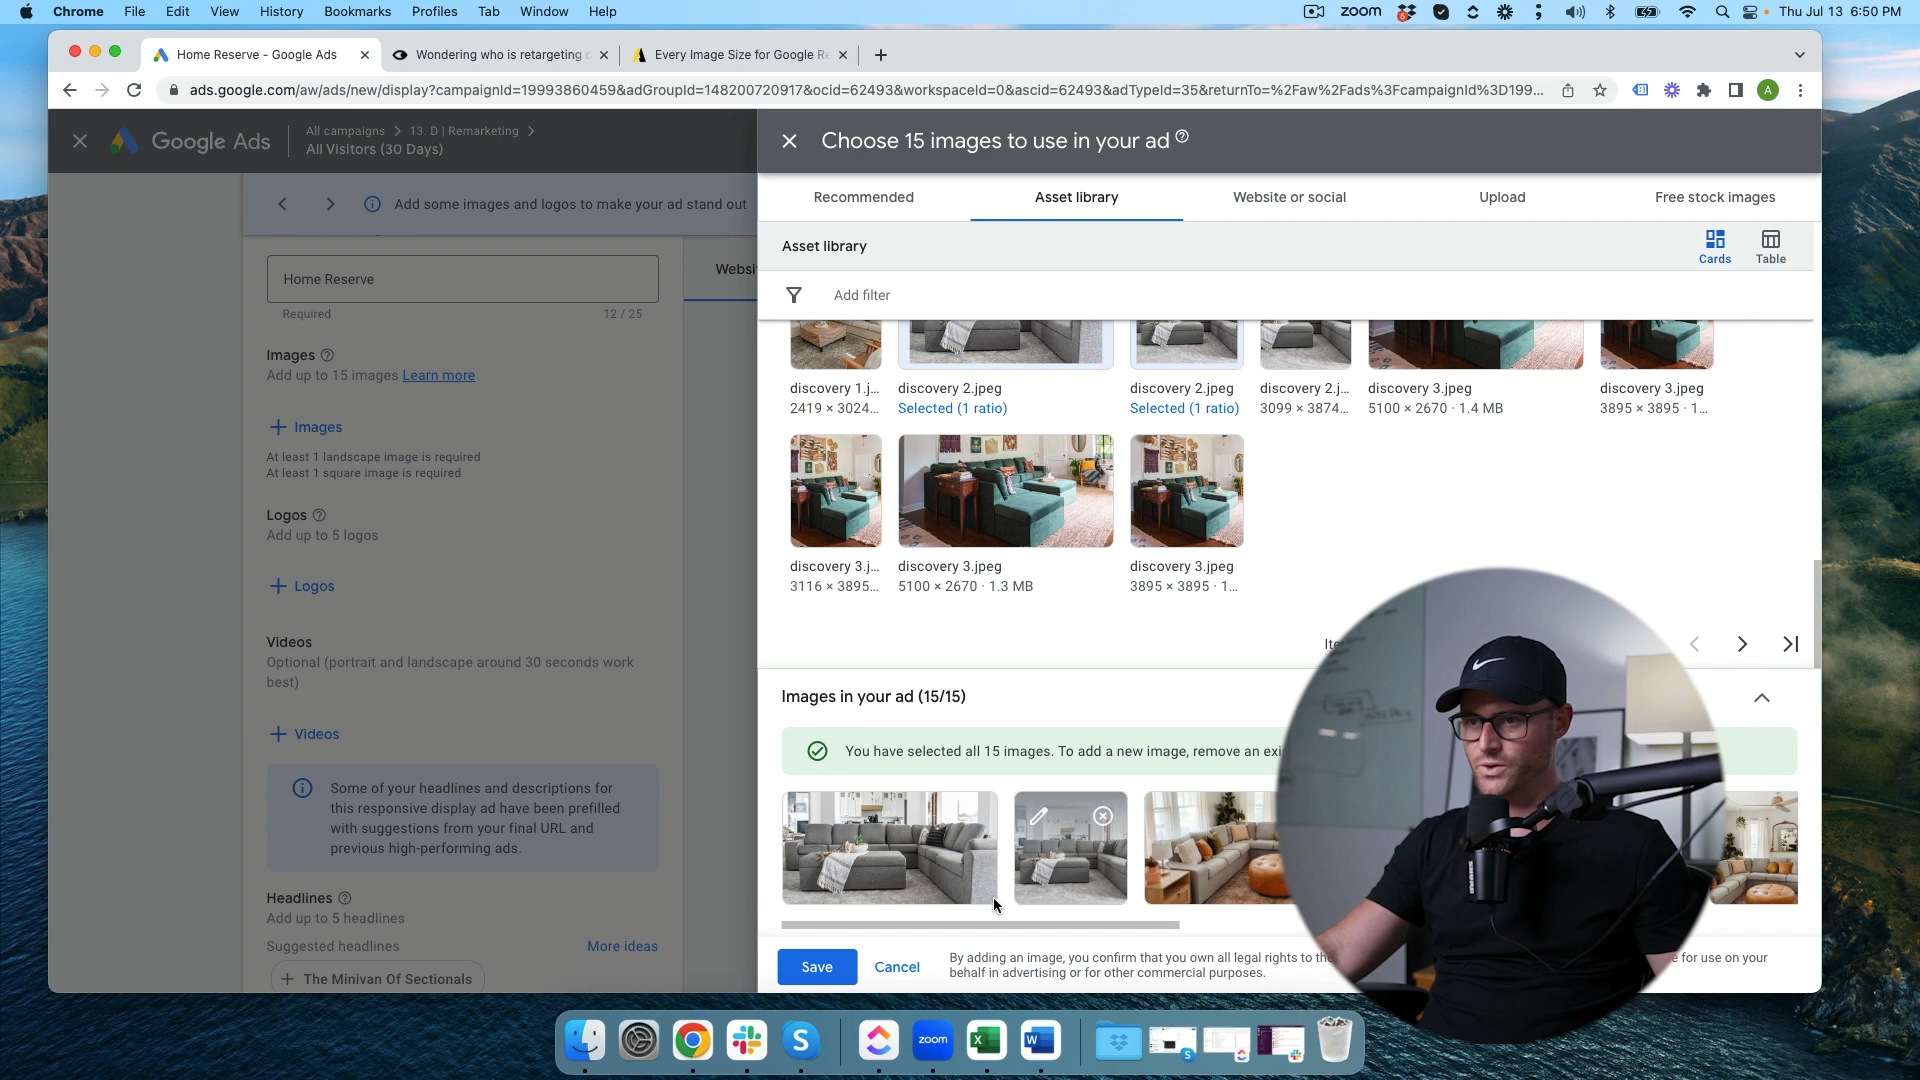 Chrome File Edit View History Bookmarks Profiles Tab Window Help
zoom
Thu Jul 13 6:50 PM
Home Reserve - Google Ads
Wondering who is retargeting
Every Image Size for Google
ads.google.com/aw/ads/new/display?campaignId=19993860459&adGroupId=148200720917&ocid=62493&workspaceId=0&ascid=62493&adTypeId=35&returnTo=%2Faw%2Fads%3FcampaignId%3D199...
A
Google Ads
All campaigns > 13. D | Remarketing >
All Visitors (30 Days)
Add some images and logos to make your ad stand out
Home Reserve
Required
12 / 25
Images
Add up to 15 images Learn more
+ Images
At least 1 landscape image is required
At least 1 square image is required
Logos
Add up to 5 logos
+ Logos
Videos
Optional (portrait and landscape around 30 seconds work
best)
+ Videos
Some of your headlines and descriptions for
this responsive display ad have been prefilled
with suggestions from your final URL and
previous high-performing ads.
Headlines
Add up to 5 headlines
Suggested headlines
More ideas
+ The Minivan Of Sectionals
Choose 15 images to use in your ad
Recommended
Asset library
Website or social
Upload
Free stock images
Asset library
Cards
Table
Add filter
discovery 1.j...
2419 × 3024...
discovery 2.jpeg
Selected (1 ratio)
discovery 2.jpeg
Selected (1 ratio)
discovery 2.j...
3099 × 3874...
discovery 3.jpeg
5100 × 2670 · 1.4 MB
discovery 3.jpeg
3895 × 3895 · 1...
discovery 3.j...
3116 × 3895...
discovery 3.jpeg
5100 × 2670 · 1.3 MB
discovery 3.jpeg
3895 × 3895 · 1...
Images in your ad (15/15)
You have selected all 15 images. To add a new image, remove an
Save
Cancel
By adding an image, you confirm that you own all legal rights to
for use on your
behalf in advertising or for other commercial purposes.
zoom